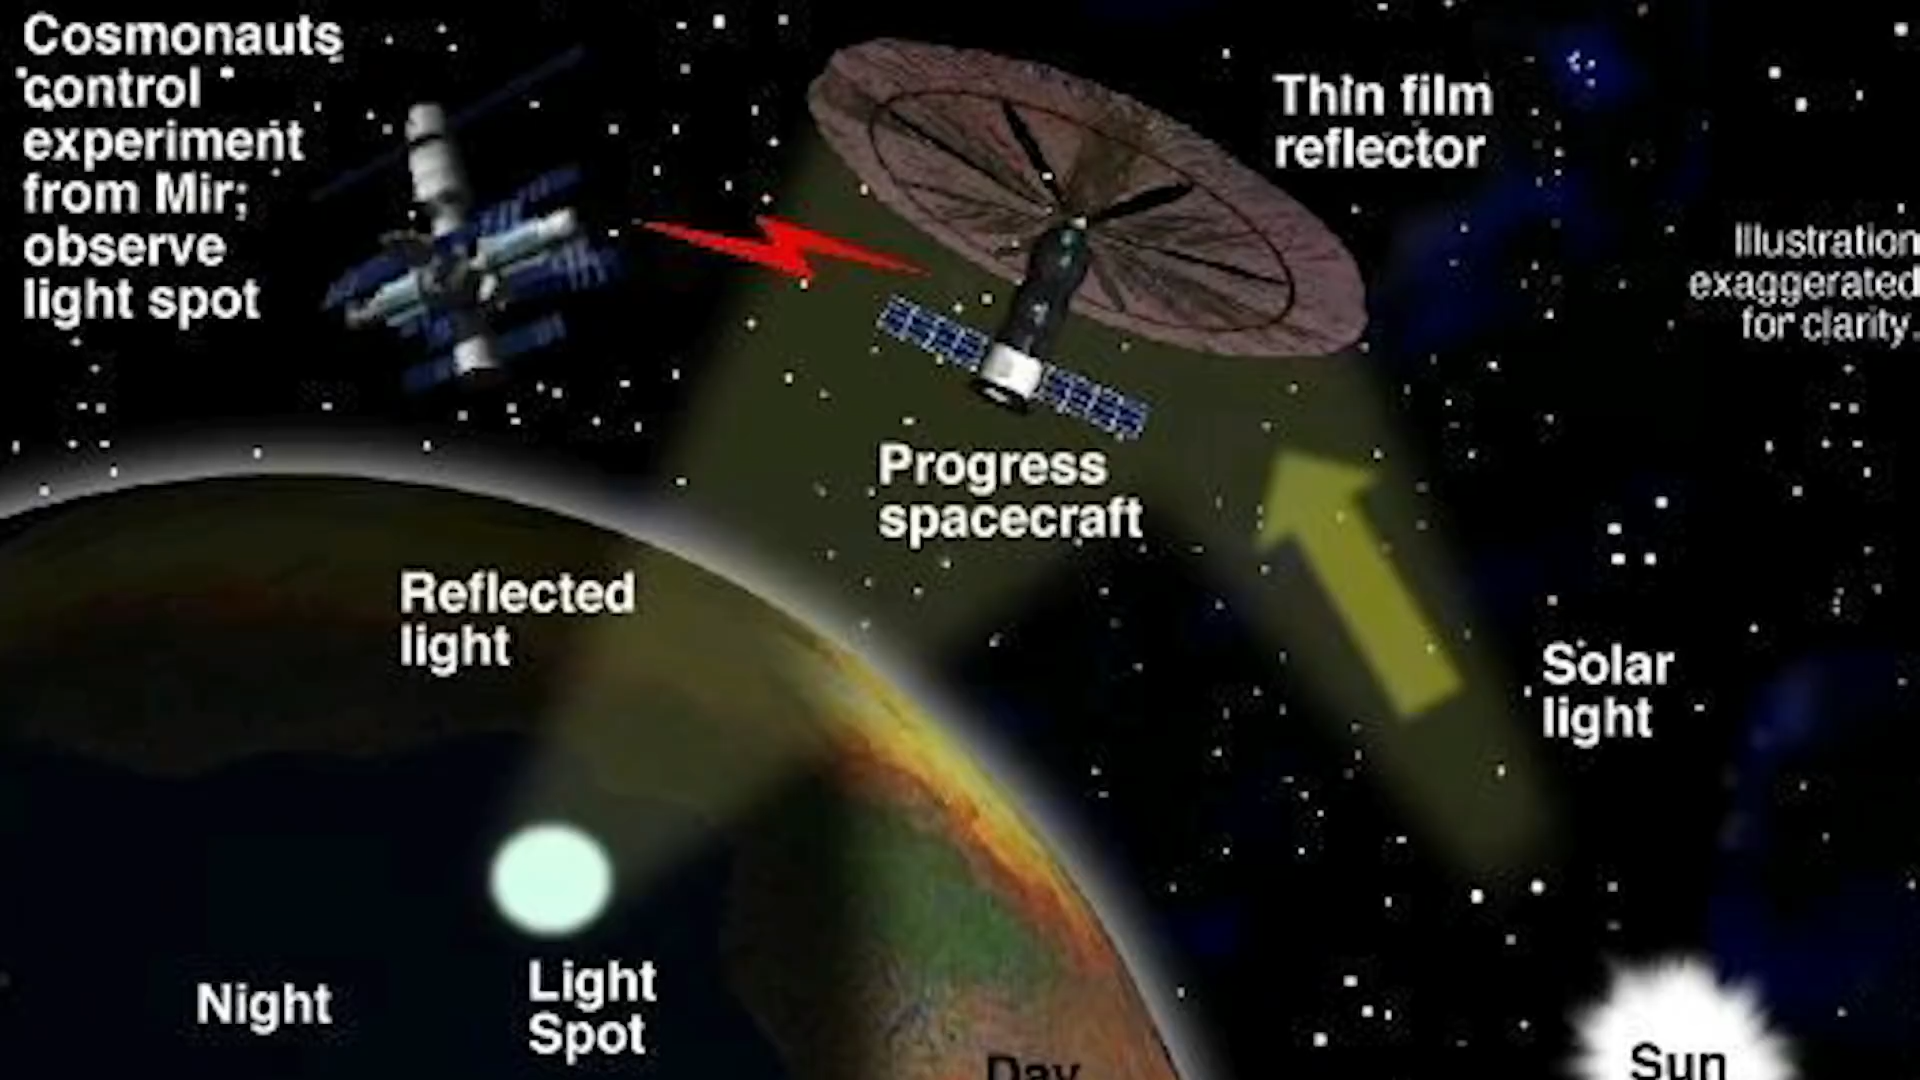 Cosmonauts
control
experiment
from Mir;
observe
light spot
Thin film
reflector
Illustration
exaggerated
for clarity.
Progress
spacecraft
Reflected
light
Solar
light
Light
Spot
Night
Day
Sun